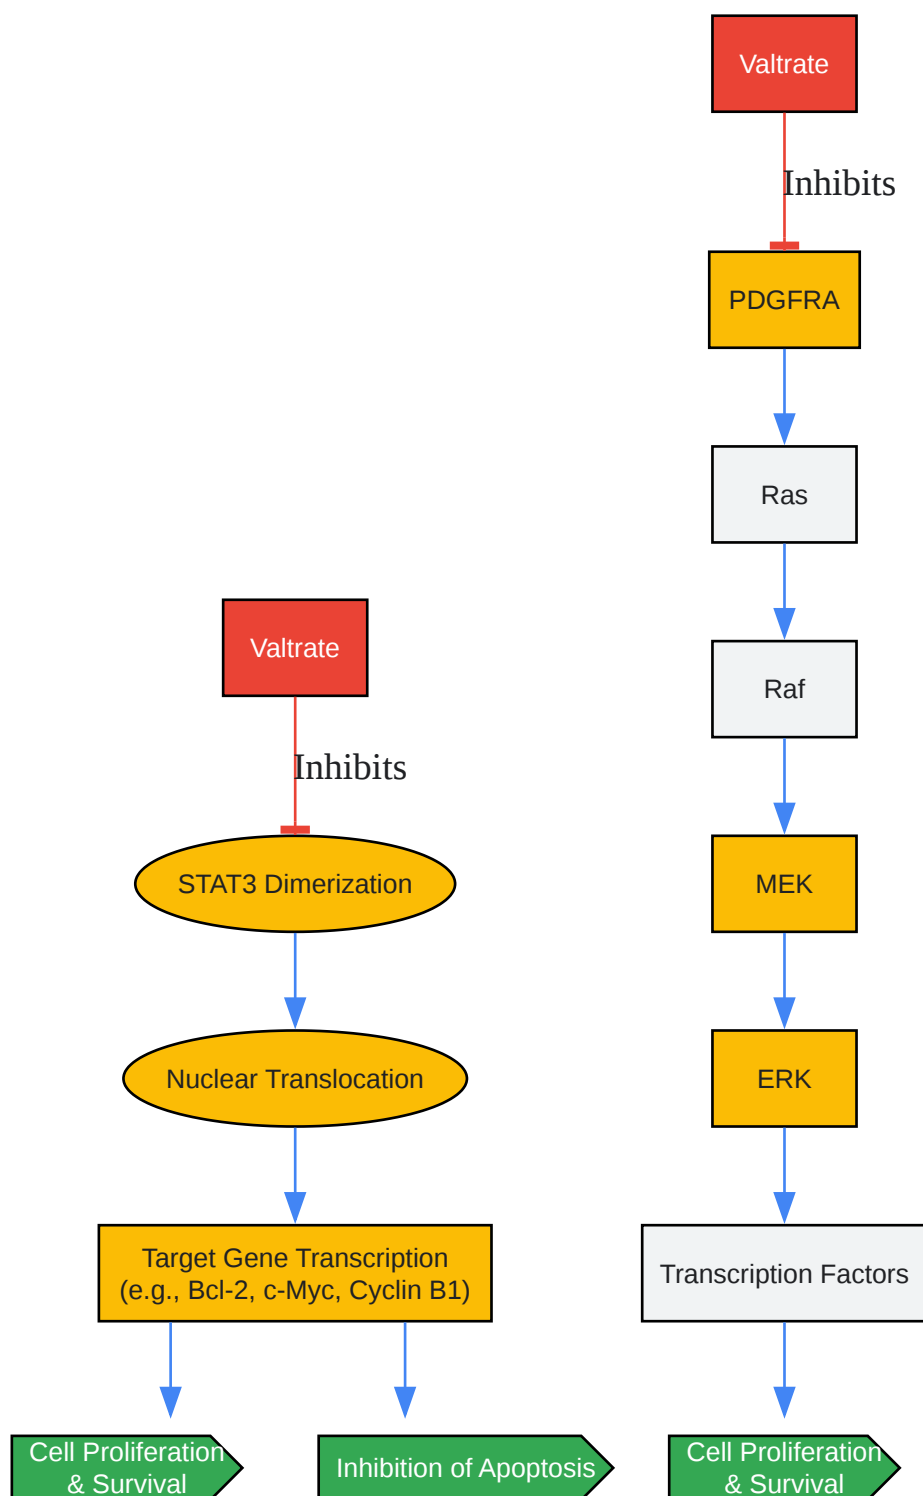 Valtrate
Inhibits
STAT3 Dimerization
Nuclear Translocation
Target Gene Transcription
(e.g., Bcl-2, c-Myc, Cyclin B1)
Cell Proliferation
& Survival
Inhibition of Apoptosis
Valtrate
Inhibits
PDGFRA
Ras
Raf
MEK
ERK
Transcription Factors
Cell Proliferation
& Survival